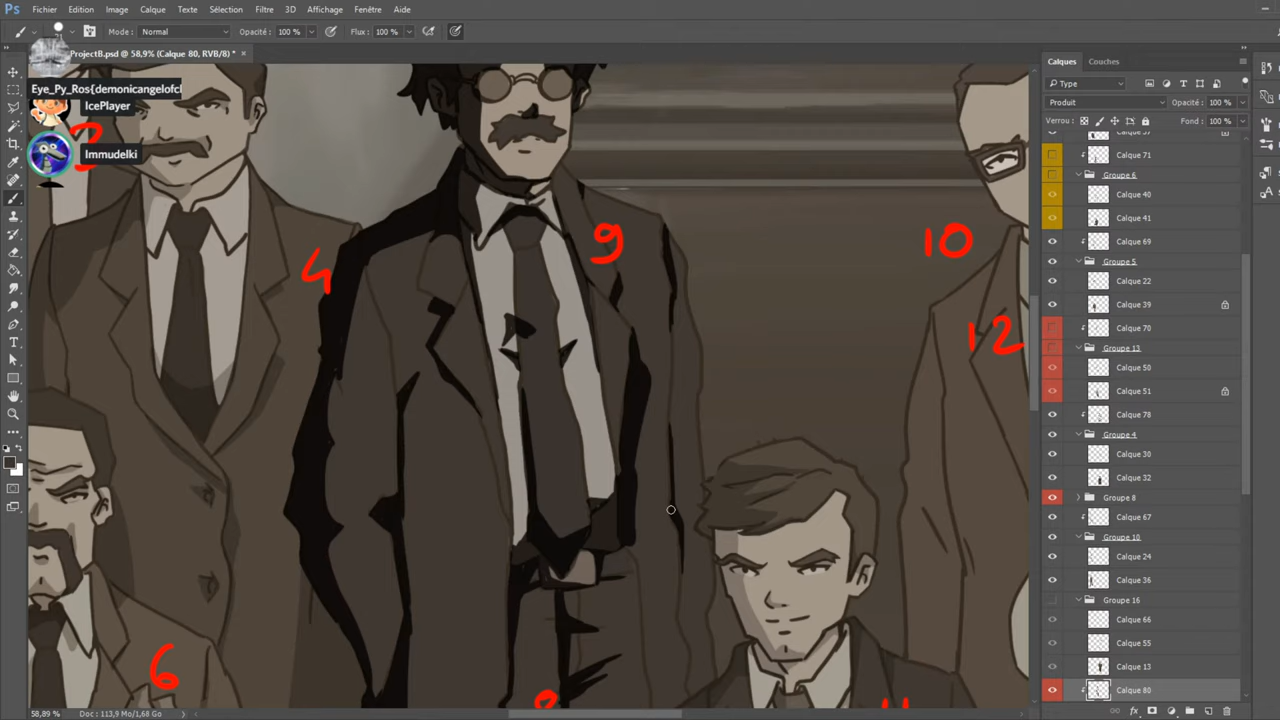 Ps Fichier Edition Image Calque Texte Sélection Filtre 3D Affichage Fenêtre Aide
Mode : Normal Opacité : 100 % Flux : 100 %
ProjectB.psd @ 58,9% (Calque 80, RVB/8) * ×
Eye_Py_Ros{demonicangelofcl
IcePlayer
Immudelki
3
4
9
10
12
6
Calques Couches
Type
Produit Opacité : 100 %
Verrou : Fond : 100 %
Calque 71
Groupe 6
Calque 40
Calque 41
Calque 69
Groupe 5
Calque 22
Calque 39
Calque 70
Groupe 13
Calque 50
Calque 51
Calque 78
Groupe 4
Calque 30
Calque 32
Groupe 8
Calque 67
Groupe 10
Calque 24
Calque 36
Groupe 16
Calque 66
Calque 55
Calque 13
Calque 80
58,89 % Doc : 113,9 Mo/1,68 Go